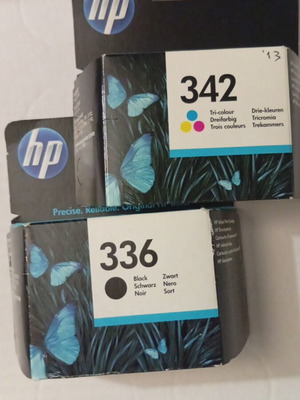 hp
'13
342
Tri-colour Drie-kleuren
Dreifarbig Tricromia
Trois couleurs Trekammers
hp
Precise. Reliable. Original
336
Black Zwart
Schwarz Nero
Noir Sort